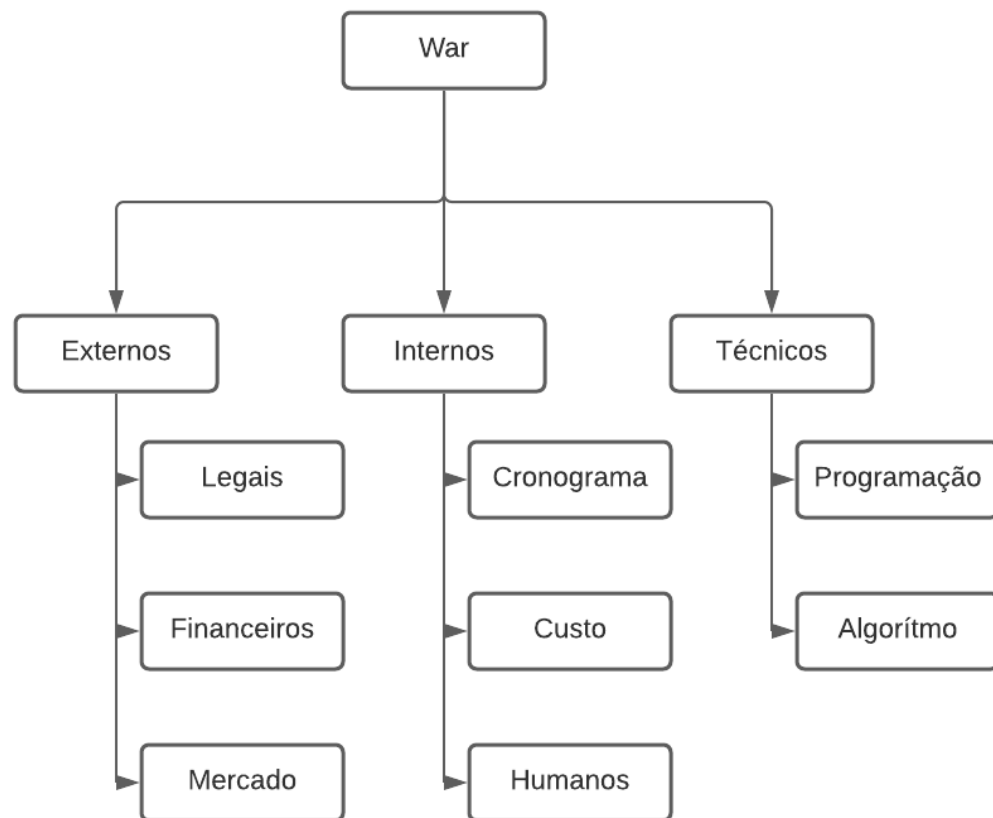 War
Externos
Internos
Técnicos
Legais
Cronograma
Programação
Financeiros
Custo
Algorítmo
Mercado
Humanos